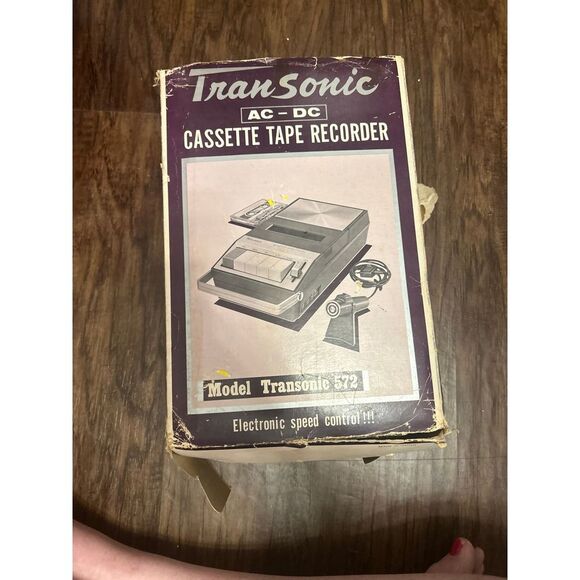 TranSonic
AC - DC
CASSETTE TAPE RECORDER
Model Transonic 572
Electronic speed control!!!